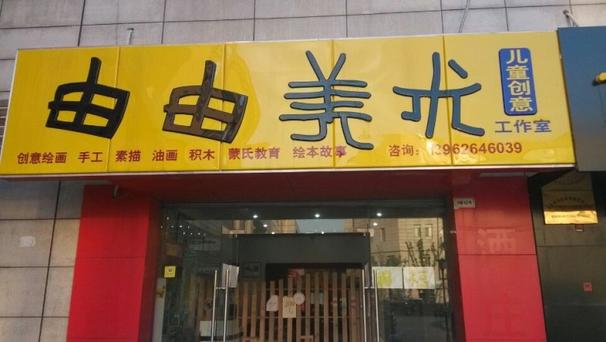 由由美术
儿童创意
工作室
创意绘画 手工 素描 油画 积木 蒙氏教育 绘本故事 咨询：3962646039